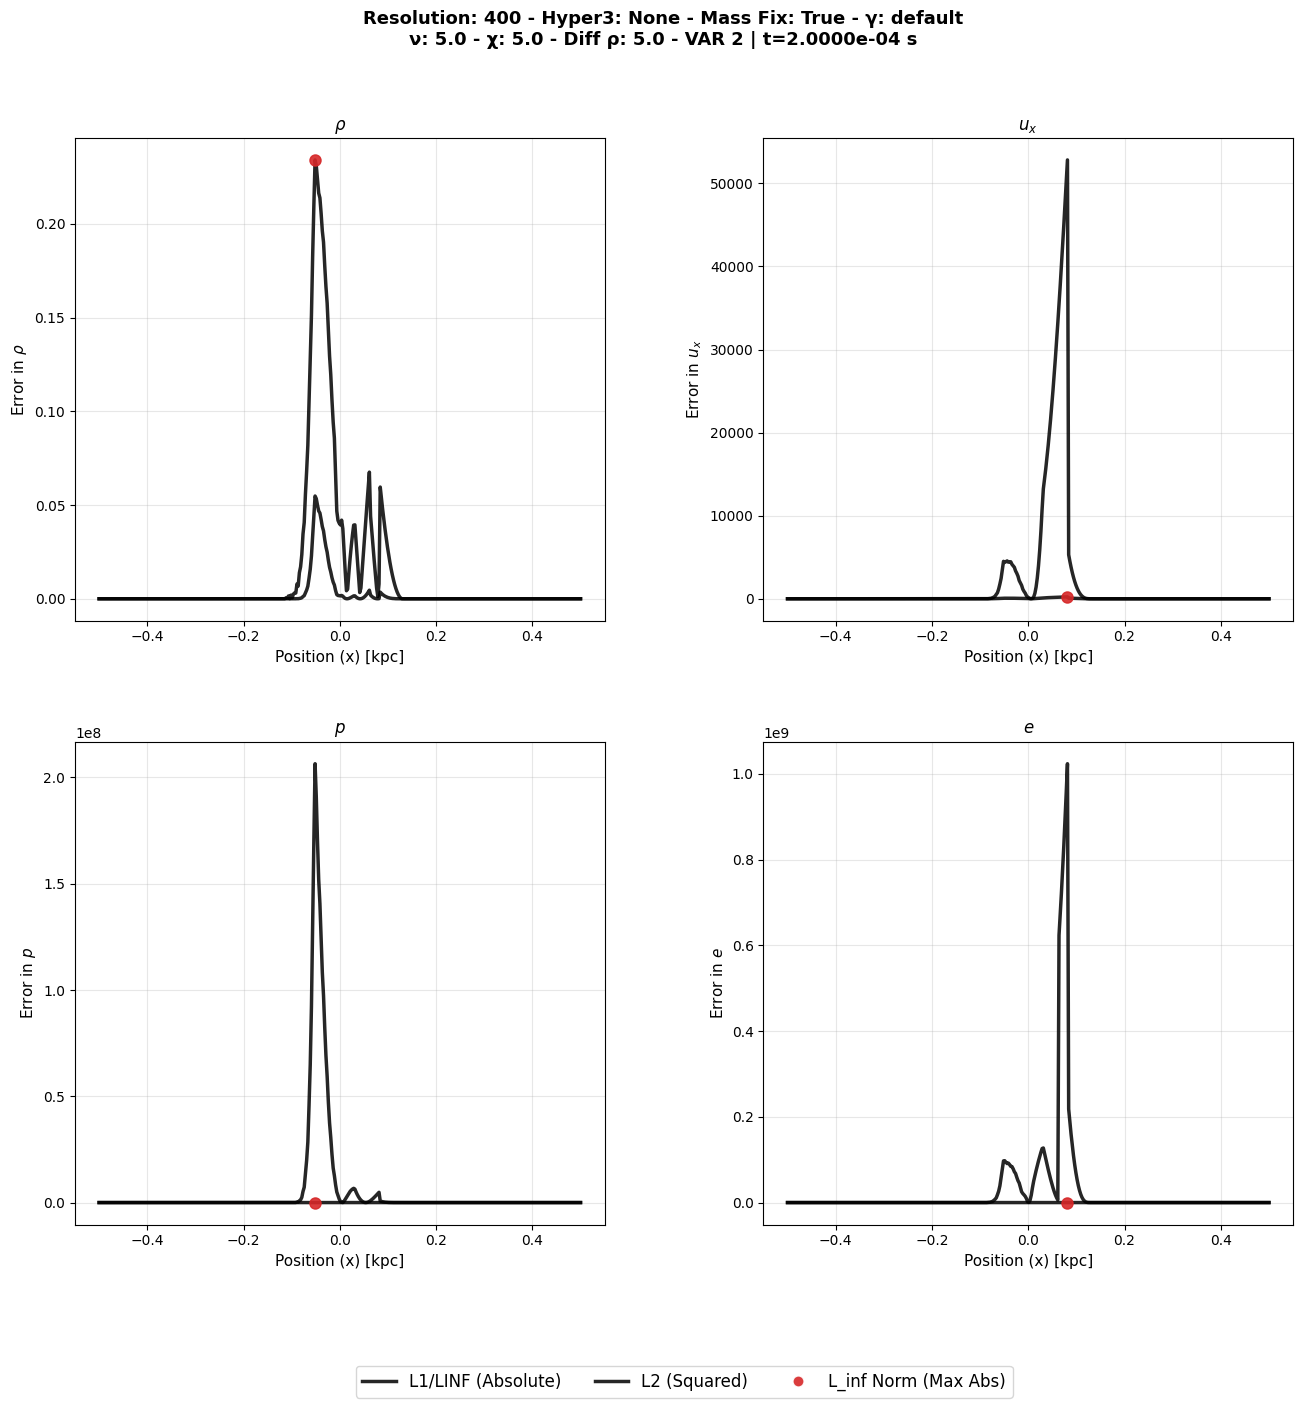 Resolution: 400 - Hyper3: None - Mass Fix: True - γ: default
ν: 5.0 - χ: 5.0 - Diff ρ: 5.0 - VAR 2 | t=2.0000e-04 s
ρ
Error in ρ
0.20
0.15
0.10
0.05
0.00
−0.4 −0.2 0.0 0.2 0.4
Position (x) [kpc]
u_x
Error in u_x
50000
40000
30000
20000
10000
0
−0.4 −0.2 0.0 0.2 0.4
Position (x) [kpc]
p
1e8
Error in p
2.0
1.5
1.0
0.5
0.0
−0.4 −0.2 0.0 0.2 0.4
Position (x) [kpc]
e
1e9
Error in e
1.0
0.8
0.6
0.4
0.2
0.0
−0.4 −0.2 0.0 0.2 0.4
Position (x) [kpc]
L1/LINF (Absolute) L2 (Squared) L_inf Norm (Max Abs)